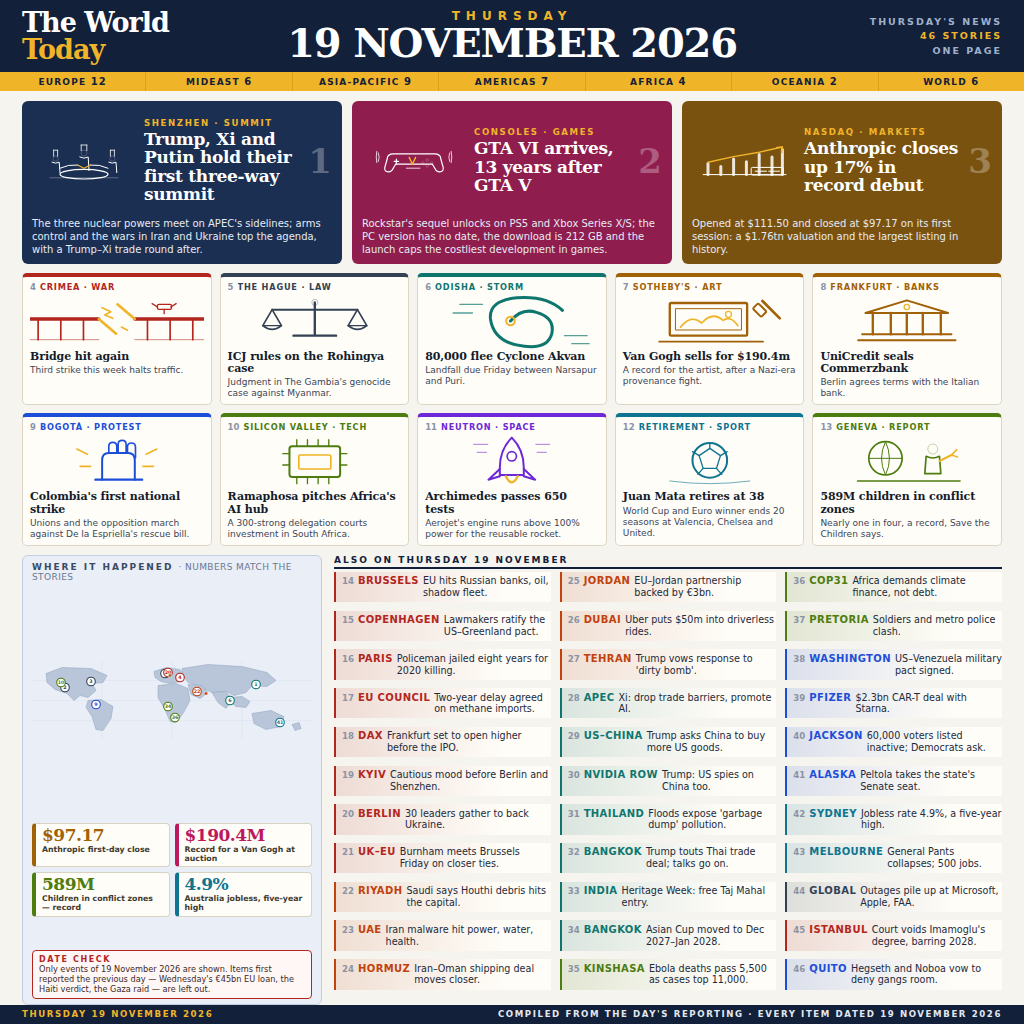 The World
Today
THURSDAY
19 NOVEMBER 2026
THURSDAY'S NEWS
46 STORIES
ONE PAGE
EUROPE 12
MIDEAST 6
ASIA-PACIFIC 9
AMERICAS 7
AFRICA 4
OCEANIA 2
WORLD 6
SHENZHEN · SUMMIT
Trump, Xi and
Putin hold their
first three-way
summit
1
The three nuclear powers meet on APEC's sidelines; arms
control and the wars in Iran and Ukraine top the agenda,
with a Trump–Xi trade round after.
CONSOLES · GAMES
GTA VI arrives,
13 years after
GTA V
2
Rockstar's sequel unlocks on PS5 and Xbox Series X/S; the
PC version has no date, the download is 212 GB and the
launch caps the costliest development in games.
NASDAQ · MARKETS
Anthropic closes
up 17% in
record debut
3
Opened at $111.50 and closed at $97.17 on its first
session: a $1.76tn valuation and the largest listing in
history.
4 CRIMEA · WAR
Bridge hit again
Third strike this week halts traffic.
5 THE HAGUE · LAW
ICJ rules on the Rohingya
case
Judgment in The Gambia's genocide
case against Myanmar.
6 ODISHA · STORM
80,000 flee Cyclone Akvan
Landfall due Friday between Narsapur
and Puri.
7 SOTHEBY'S · ART
Van Gogh sells for $190.4m
A record for the artist, after a Nazi-era
provenance fight.
8 FRANKFURT · BANKS
UniCredit seals
Commerzbank
Berlin agrees terms with the Italian
bank.
9 BOGOTÁ · PROTEST
Colombia's first national
strike
Unions and the opposition march
against De la Espriella's rescue bill.
10 SILICON VALLEY · TECH
Ramaphosa pitches Africa's
AI hub
A 300-strong delegation courts
investment in South Africa.
11 NEUTRON · SPACE
Archimedes passes 650
tests
Aerojet's engine runs above 100%
power for the reusable rocket.
12 RETIREMENT · SPORT
Juan Mata retires at 38
World Cup and Euro winner ends 20
seasons at Valencia, Chelsea and
United.
13 GENEVA · REPORT
589M children in conflict
zones
Nearly one in four, a record, Save the
Children says.
WHERE IT HAPPENED · NUMBERS MATCH THE
STORIES
$97.17
Anthropic first-day close
$190.4M
Record for a Van Gogh at
auction
589M
Children in conflict zones
— record
4.9%
Australia jobless, five-year
high
DATE CHECK
Only events of 19 November 2026 are shown. Items first
reported the previous day — Wednesday's €45bn EU loan, the
Haiti verdict, the Gaza raid — are left out.
ALSO ON THURSDAY 19 NOVEMBER
14 BRUSSELS EU hits Russian banks, oil,
shadow fleet.
15 COPENHAGEN Lawmakers ratify the
US–Greenland pact.
16 PARIS Policeman jailed eight years for
2020 killing.
17 EU COUNCIL Two-year delay agreed
on methane imports.
18 DAX Frankfurt set to open higher
before the IPO.
19 KYIV Cautious mood before Berlin and
Shenzhen.
20 BERLIN 30 leaders gather to back
Ukraine.
21 UK–EU Burnham meets Brussels
Friday on closer ties.
22 RIYADH Saudi says Houthi debris hits
the capital.
23 UAE Iran malware hit power, water,
health.
24 HORMUZ Iran–Oman shipping deal
moves closer.
25 JORDAN EU–Jordan partnership
backed by €3bn.
26 DUBAI Uber puts $50m into driverless
rides.
27 TEHRAN Trump vows response to
'dirty bomb'.
28 APEC Xi: drop trade barriers, promote
AI.
29 US–CHINA Trump asks China to buy
more US goods.
30 NVIDIA ROW Trump: US spies on
China too.
31 THAILAND Floods expose 'garbage
dump' pollution.
32 BANGKOK Trump touts Thai trade
deal; talks go on.
33 INDIA Heritage Week: free Taj Mahal
entry.
34 BANGKOK Asian Cup moved to Dec
2027–Jan 2028.
35 KINSHASA Ebola deaths pass 5,500
as cases top 11,000.
36 COP31 Africa demands climate
finance, not debt.
37 PRETORIA Soldiers and metro police
clash.
38 WASHINGTON US–Venezuela military
pact signed.
39 PFIZER $2.3bn CAR-T deal with
Starna.
40 JACKSON 60,000 voters listed
inactive; Democrats ask.
41 ALASKA Peltola takes the state's
Senate seat.
42 SYDNEY Jobless rate 4.9%, a five-year
high.
43 MELBOURNE General Pants
collapses; 500 jobs.
44 GLOBAL Outages pile up at Microsoft,
Apple, FAA.
45 ISTANBUL Court voids Imamoglu's
degree, barring 2028.
46 QUITO Hegseth and Noboa vow to
deny gangs room.
THURSDAY 19 NOVEMBER 2026
COMPILED FROM THE DAY'S REPORTING · EVERY ITEM DATED 19 NOVEMBER 2026